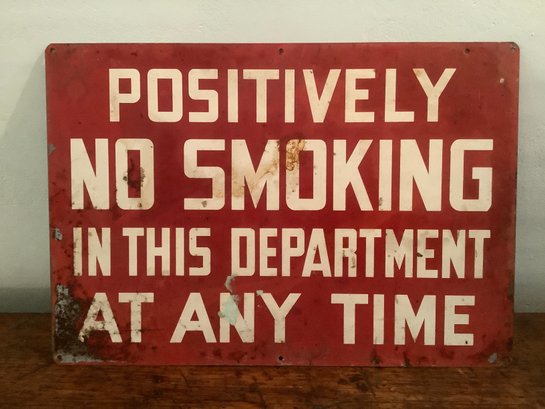 POSITIVELY
NO SMOKING
IN THIS DEPARTMENT
AT ANY TIME